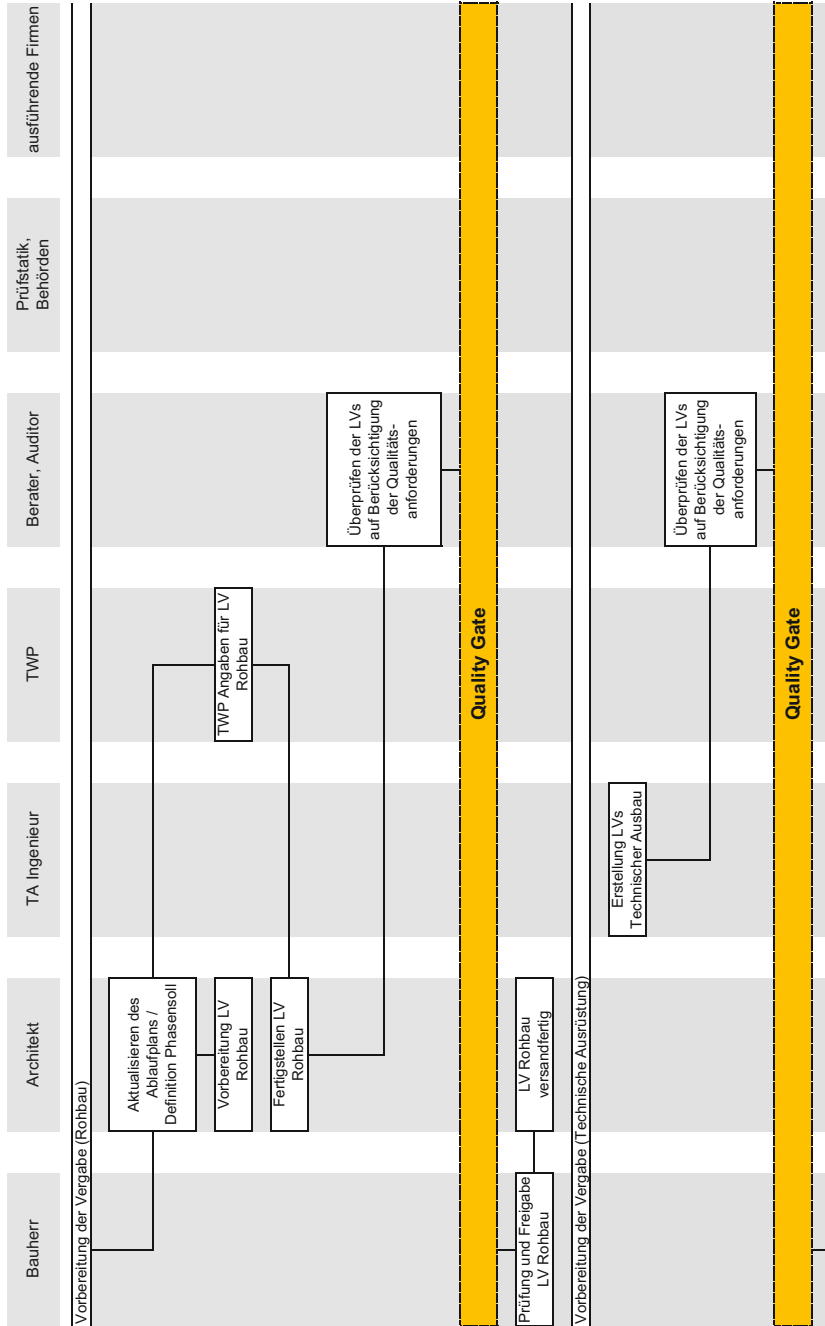 Bauherr
Architekt
TA Ingenieur
TWP
Berater, Auditor
Prüfstatik,
Behörden
ausführende Firmen
Vorbereitung der Vergabe (Rohbau)
Aktualisieren des
Ablaufplans /
Definition Phasensoll
Vorbereitung LV
Rohbau
TWP Angaben für LV
Rohbau
Fertigstellen LV
Rohbau
Überprüfen der LVs
auf Berücksichtigung
der Qualitäts-
anforderungen
Quality Gate
Prüfung und Freigabe
LV Rohbau
LV Rohbau
versandfertig
Vorbereitung der Vergabe (Technische Ausrüstung)
Erstellung LVs
Technischer Ausbau
Überprüfen der LVs
auf Berücksichtigung
der Qualitäts-
anforderungen
Quality Gate